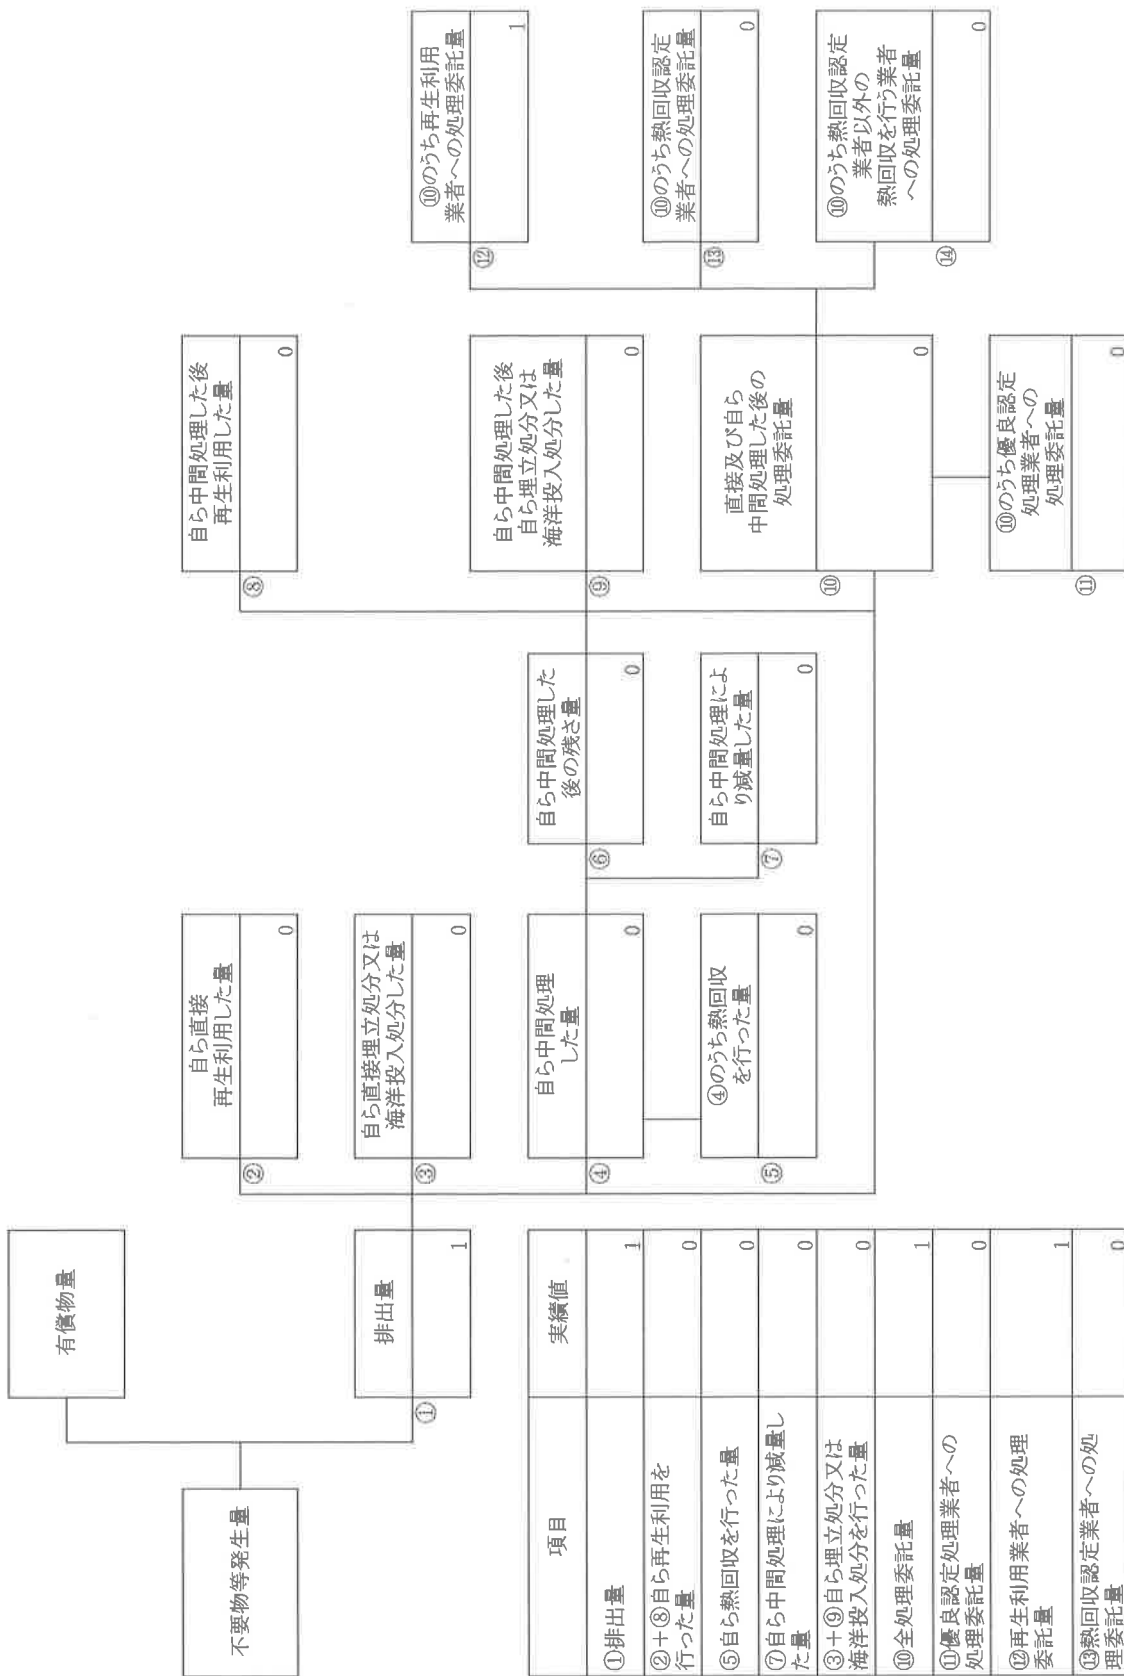 有償物量
不要物等発生量
排出量
①
1
自ら直接
再生利用した量
②
0
自ら直接埋立処分又は
海洋投入処分した量
③
0
自ら中間処理
した量
④
0
④のうち熱回収
を行った量
⑤
0
自ら中間処理した
後の残さ量
⑥
0
自ら中間処理によ
り減量した量
⑦
0
自ら中間処理した後
再生利用した量
⑧
0
自ら中間処理した後
自ら埋立処分又は
海洋投入処分した量
⑨
0
直接及び自ら
中間処理した後の
処理委託量
⑩
0
⑩のうち優良認定
処理業者への
処理委託量
⑪
0
⑩のうち再生利用
業者への処理委託量
⑫
1
⑩のうち熱回収認定
業者への処理委託量
⑬
0
⑩のうち熱回収認定
業者以外の
熱回収を行う業者
への処理委託量
⑭
0
項目
実績値
①排出量
1
②+⑧自ら再生利用を
行った量
0
⑤自ら熱回収を行った量
0
⑦自ら中間処理により減量し
た量
0
③+⑨自ら埋立処分又は
海洋投入処分を行った量
0
⑩全処理委託量
1
⑪優良認定処理業者への
処理委託量
0
⑫再生利用業者への処理
委託量
1
⑬熱回収認定業者への処
理委託量
0